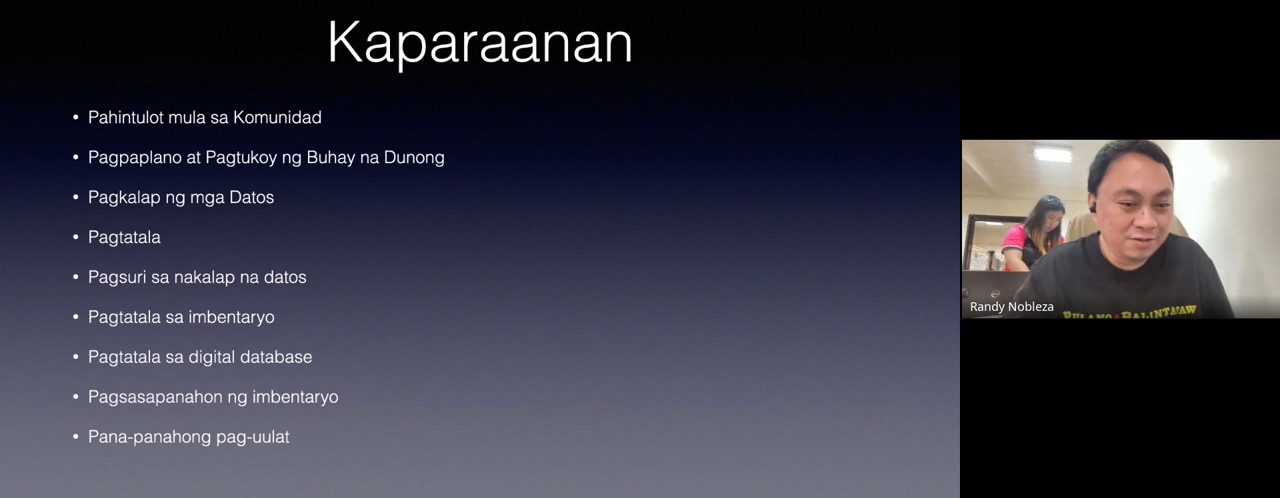 Kaparaanan
• Pahintulot mula sa Komunidad
• Pagpaplano at Pagtukoy ng Buhay na Dunong
• Pagkalap ng mga Datos
• Pagtatala
• Pagsuri sa nakalap na datos
• Pagtatala sa imbentaryo
• Pagtatala sa digital database
• Pagsasapanahon ng imbentaryo
• Pana-panahong pag-uulat
Randy Nobleza